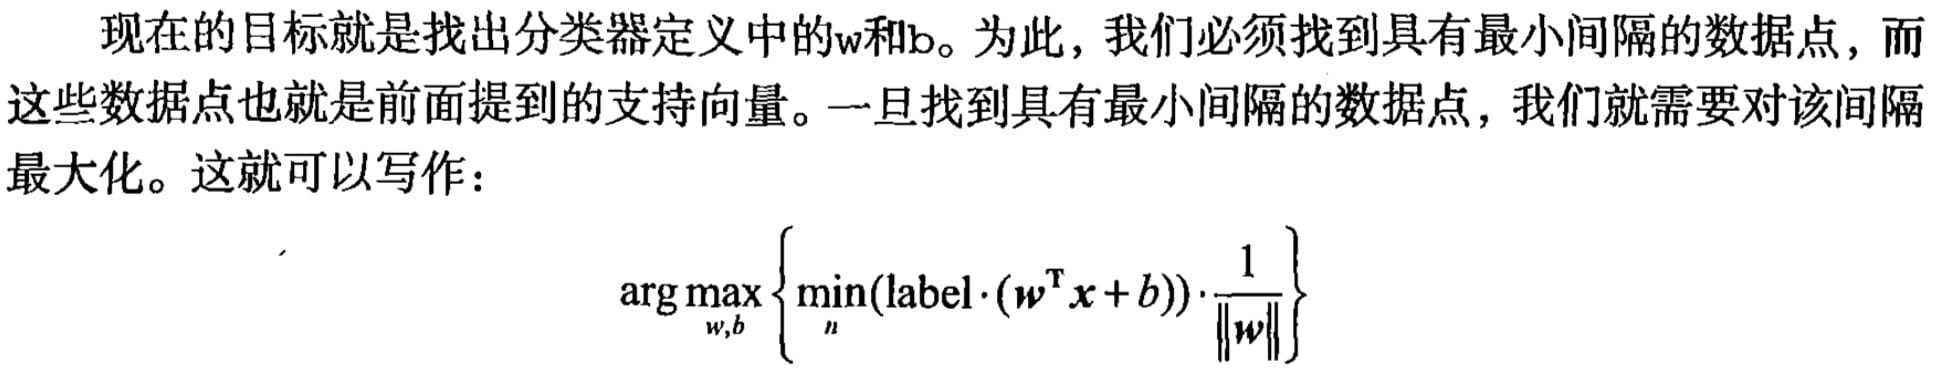 现在的目标就是找出分类器定义中的w和b。为此，我们必须找到具有最小间隔的数据点，而
这些数据点也就是前面提到的支持向量。一旦找到具有最小间隔的数据点，我们就需要对该间隔
最大化。这就可以写作：
$$\arg\max_{w,b}\left\{\min_{n}(\text{label}\cdot(\boldsymbol{w}^{\mathrm{T}}\boldsymbol{x}+b))\cdot\frac{1}{\|\boldsymbol{w}\|}\right\}$$